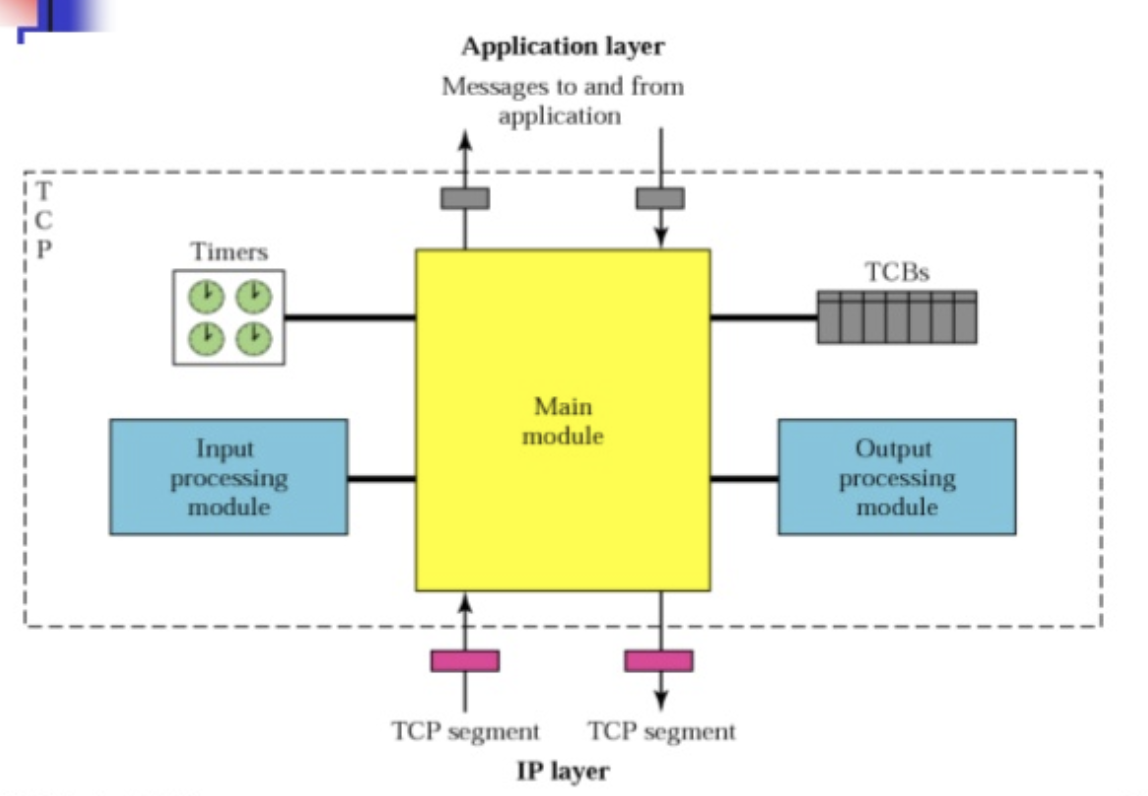 Application layer
Messages to and from
application
T
C
P
Timers
TCBs
Main
module
Input
processing
module
Output
processing
module
TCP segment
TCP segment
IP layer